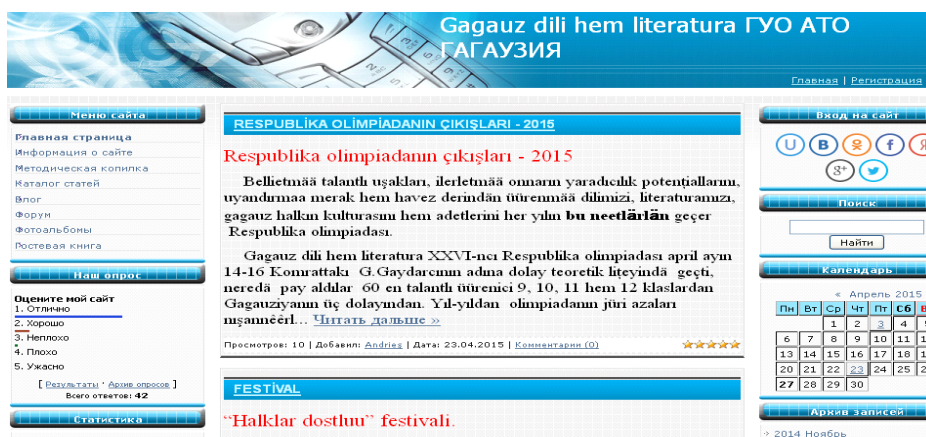 Gagauz dili hem literatura ГУО АТО
ГАГАУЗИЯ
Главная | Регистрация
Меню сайта
Главная страница
Информация о сайте
Методическая копилка
Каталог статей
Блог
Форум
Фотоальбомы
Гостевая книга
Наш опрос
Оцените мой сайт
1. Отлично
2. Хорошо
3. Неплохо
4. Плохо
5. Ужасно
[ Результаты · Архив опросов ]
Всего ответов: 42
Статистика
RESPUBLİKA OLİMPİADANIN ÇIKIŞLARI - 2015
Respublika olimpiadanın çıkışları - 2015
Bellietmää talantlı uşakları, ilerletmää onnarın yaradıcılık potenţiallarını,
uyandırmaa merak hem havez derindän üürenmää dilimizi, literaturamızı,
gagauz halkın kulturasını hem adetlerini her yılın bu neetlärlän geçer
Respublika olimpiadası.
Gagauz dili hem literatura XXVI-ncı Respublika olimpiadası april ayın
14-16 Komrattakı G.Gaydarcının adına dolay teoretik liţeyindä geçti,
neredä pay aldılar 60 en talantlı üürenici 9, 10, 11 hem 12 klaslardan
Gagauziyanın üç dolayından. Yıl-yıldan olimpiadanın jüri azaları
nışannêêrl... Читать дальше »
Просмотров: 10 | Добавил: Andries | Дата: 23.04.2015 | Комментарии (0)
FESTİVAL
“Halklar dostluu” festivali.
Вход на сайт
Поиск
Найти
Календарь
« Апрель 2015
Пн Вт Ср Чт Пт Сб
1 2 3 4
6 7 8 9 10 11
13 14 15 16 17 18
20 21 22 23 24 25
27 28 29 30
Архив записей
2014 Ноябрь